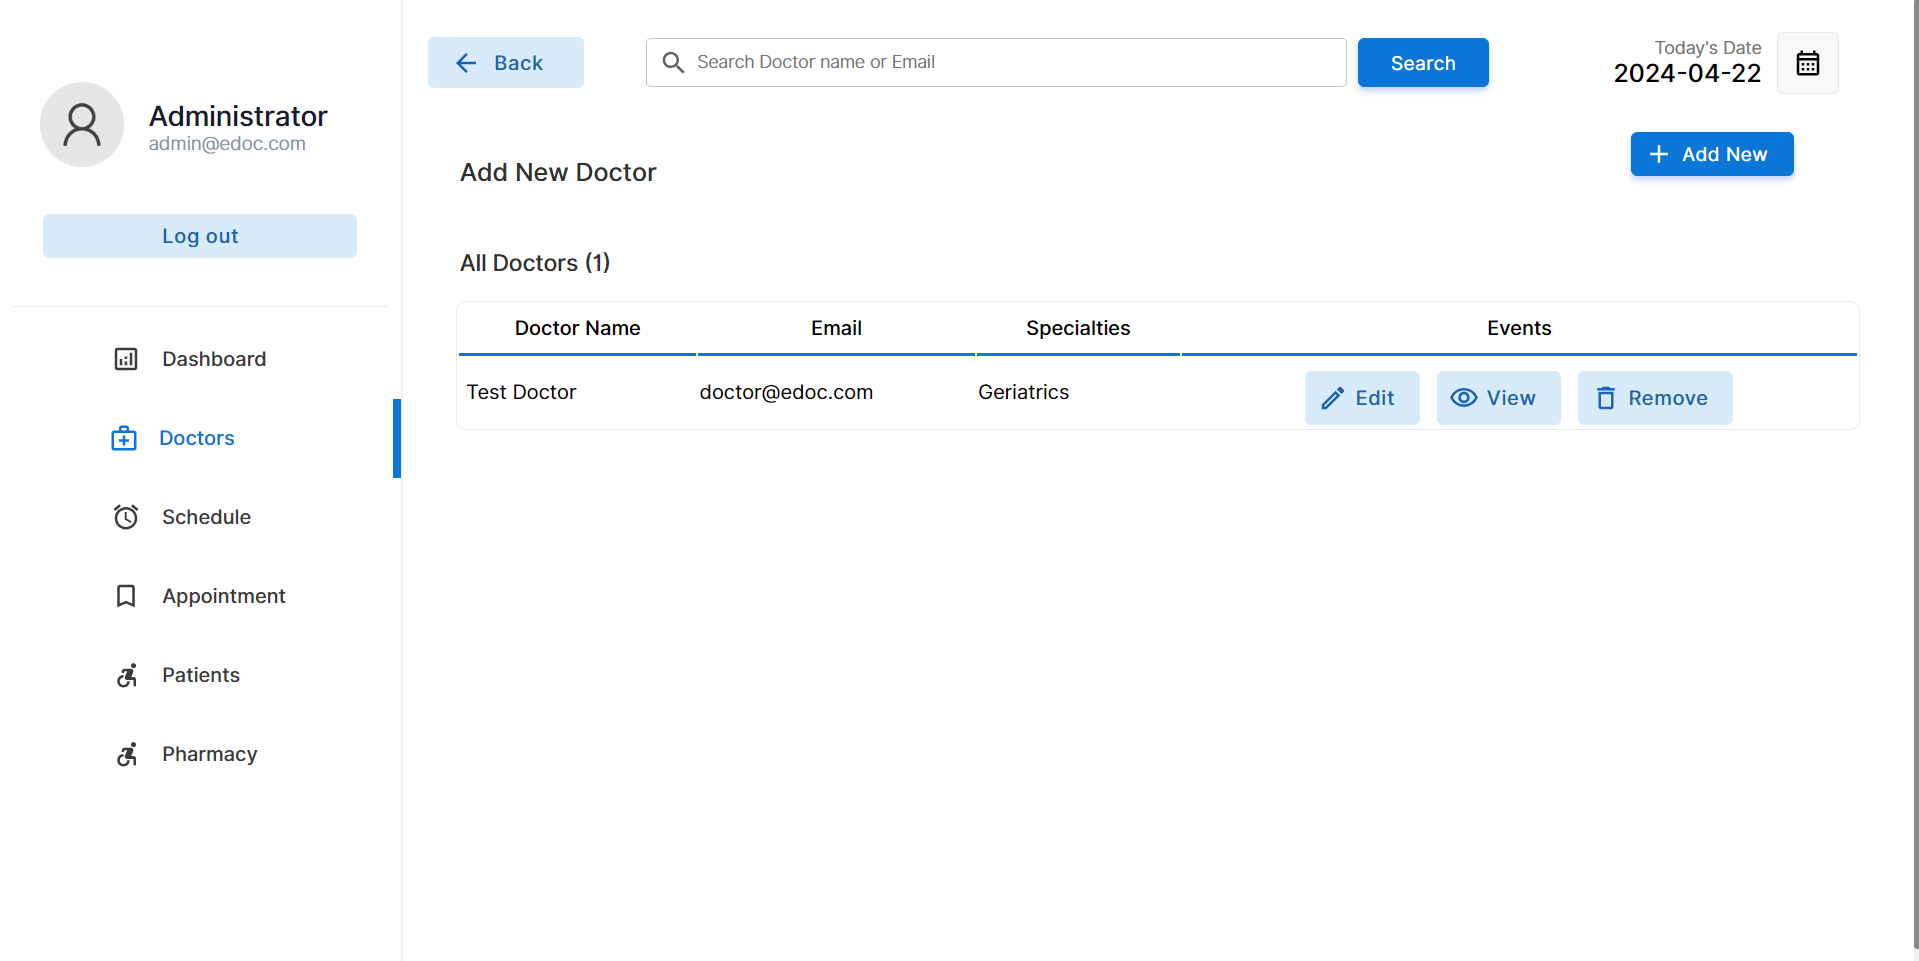 Administrator
admin@edoc.com
Log out
Dashboard
Doctors
Schedule
Appointment
Patients
Pharmacy
Back
Search Doctor name or Email
Search
Today's Date
2024-04-22
Add New Doctor
Add New
All Doctors (1)
Doctor Name Email Specialties Events
Test Doctor doctor@edoc.com Geriatrics Edit View Remove